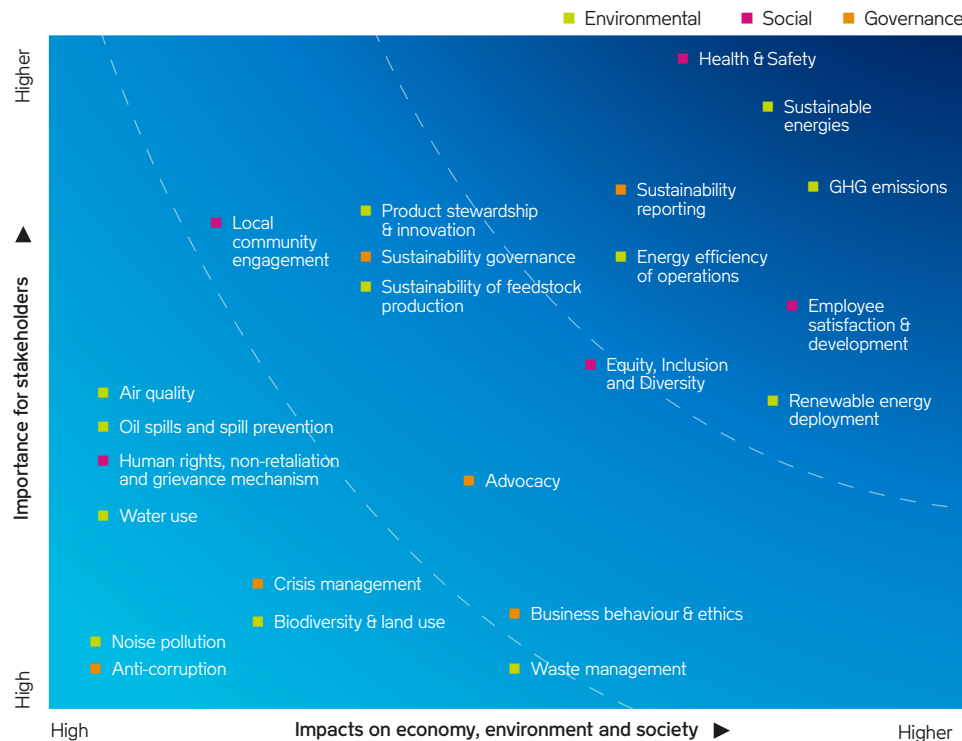 Environmental
Social
Governance
Higher
Importance for stakeholders
High
Health & Safety
Sustainable
energies
GHG emissions
Sustainability
reporting
Product stewardship
& innovation
Local
community
engagement
Sustainability governance
Energy efficiency
of operations
Sustainability of feedstock
production
Employee
satisfaction &
development
Equity, Inclusion
and Diversity
Air quality
Renewable energy
deployment
Oil spills and spill prevention
Human rights, non-retaliation
and grievance mechanism
Advocacy
Water use
Crisis management
Biodiversity & land use
Business behaviour & ethics
Noise pollution
Anti-corruption
Waste management
High
Impacts on economy, environment and society
Higher